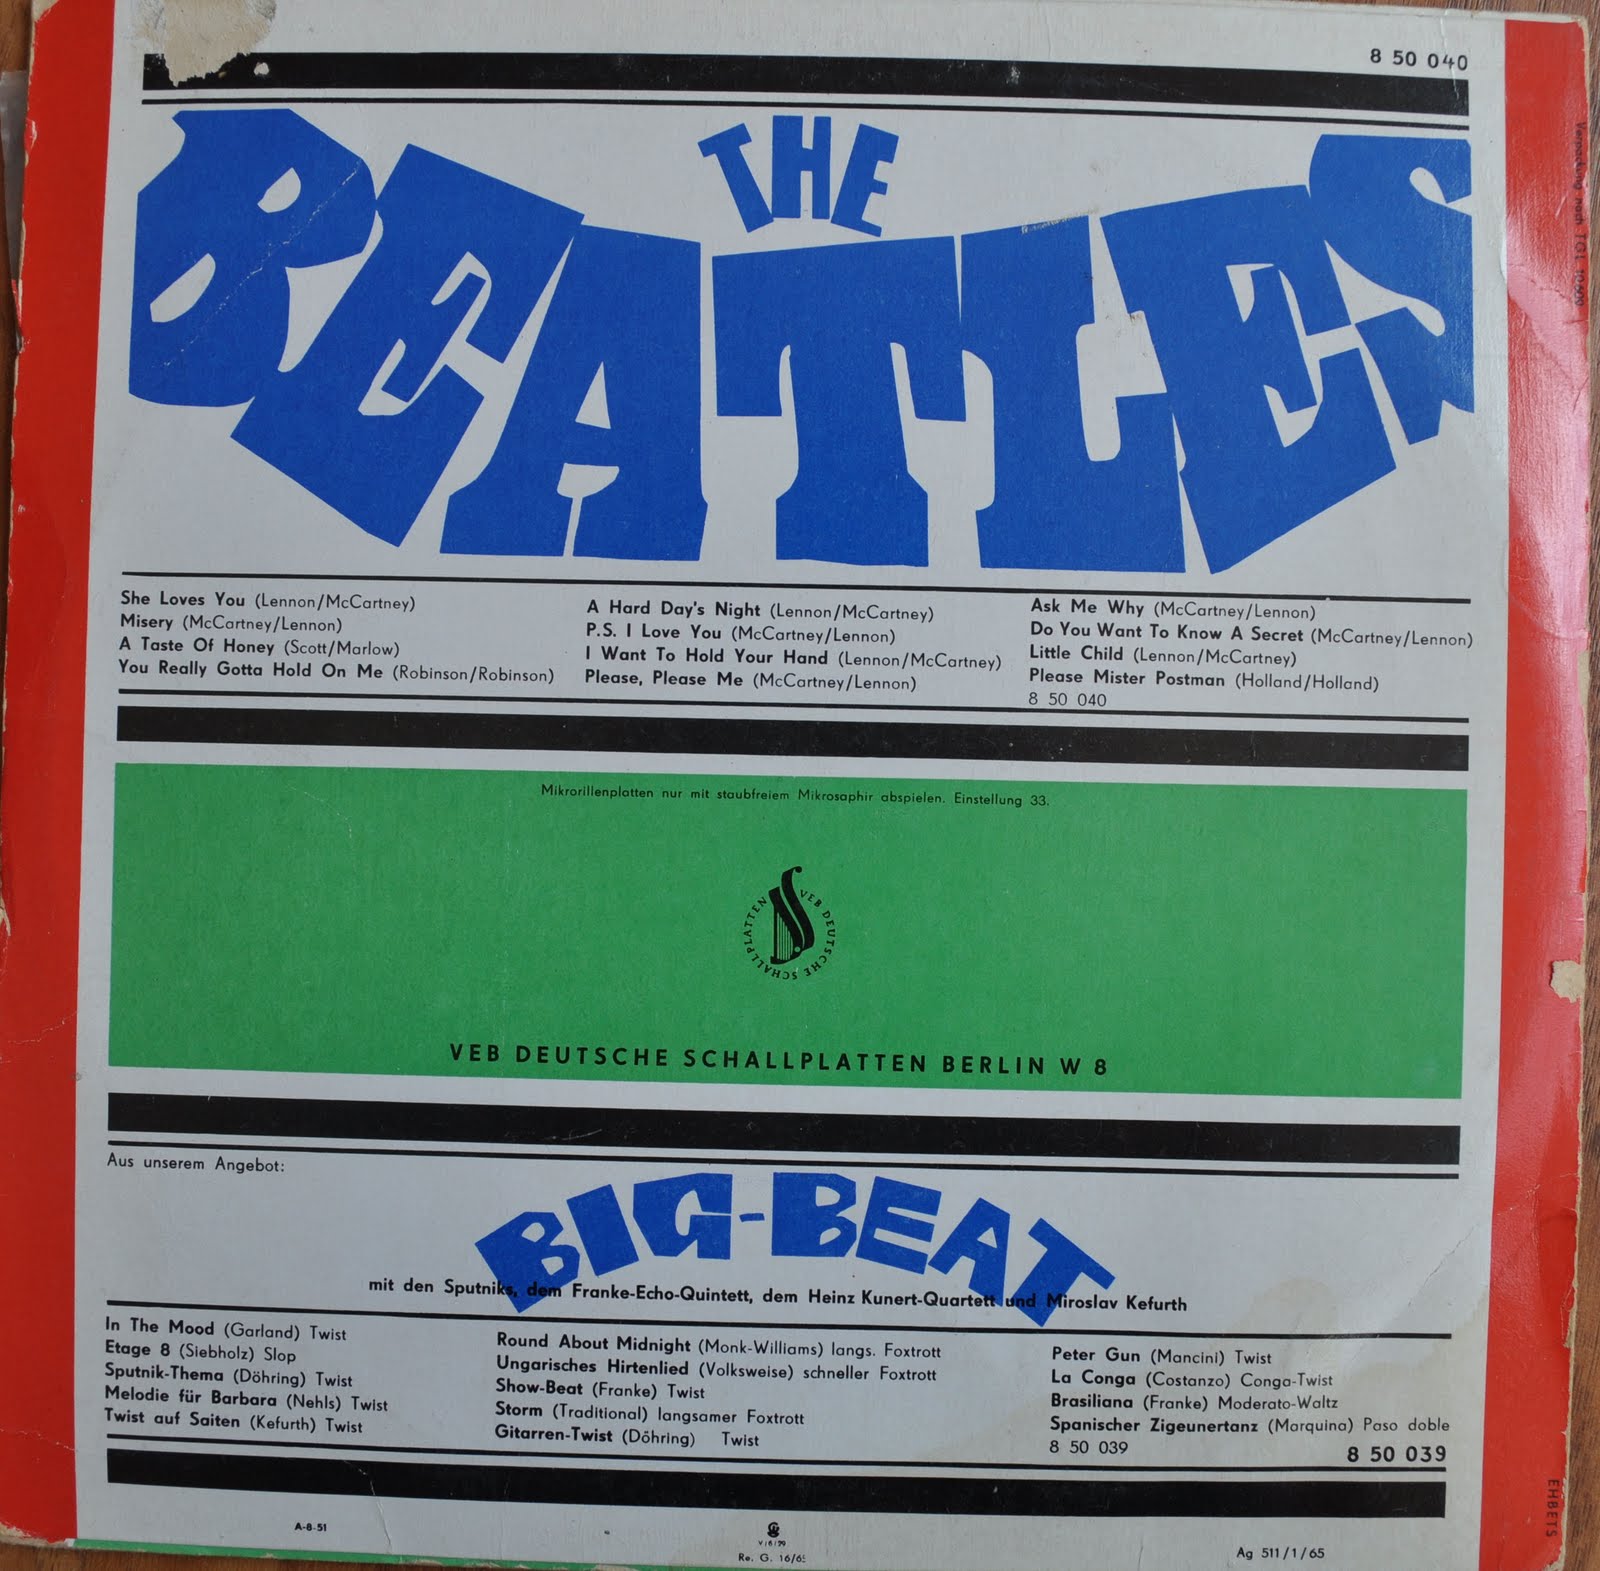 8 50 040
THE
BEATLES
She Loves You (Lennon/McCartney)
Misery (McCartney/Lennon)
A Taste Of Honey (Scott/Marlow)
You Really Gotta Hold On Me (Robinson/Robinson)
A Hard Day's Night (Lennon/McCartney)
P.S. I Love You (McCartney/Lennon)
I Want To Hold Your Hand (Lennon/McCartney)
Please, Please Me (McCartney/Lennon)
Ask Me Why (McCartney/Lennon)
Do You Want To Know A Secret (McCartney/Lennon)
Little Child (Lennon/McCartney)
Please Mister Postman (Holland/Holland)
8 50 040
Mikrorillenplatten nur mit staubfreiem Mikrosaphir abspielen. Einstellung 33.
VEB DEUTSCHE SCHALLPLATTEN
VEB DEUTSCHE SCHALLPLATTEN BERLIN W 8
Aus unserem Angebot:
BIG-BEAT
mit den Sputniks, dem Franke-Echo-Quintett, dem Heinz Kunert-Quartett und Miroslav Kefurth
In The Mood (Garland) Twist
Etage 8 (Siebholz) Slop
Sputnik-Thema (Döhring) Twist
Melodie für Barbara (Nehls) Twist
Twist auf Saiten (Kefurth) Twist
Round About Midnight (Monk-Williams) langs. Foxtrott
Ungarisches Hirtenlied (Volksweise) schneller Foxtrott
Show-Beat (Franke) Twist
Storm (Traditional) langsamer Foxtrott
Gitarren-Twist (Döhring) Twist
Peter Gun (Mancini) Twist
La Conga (Costanzo) Conga-Twist
Brasiliana (Franke) Moderato-Waltz
Spanischer Zigeunertanz (Marquina) Paso doble
8 50 039
8 50 039
A-8-51
Re. G.
Ag 511/1/65
Verpackung nach TGL
EHBETS